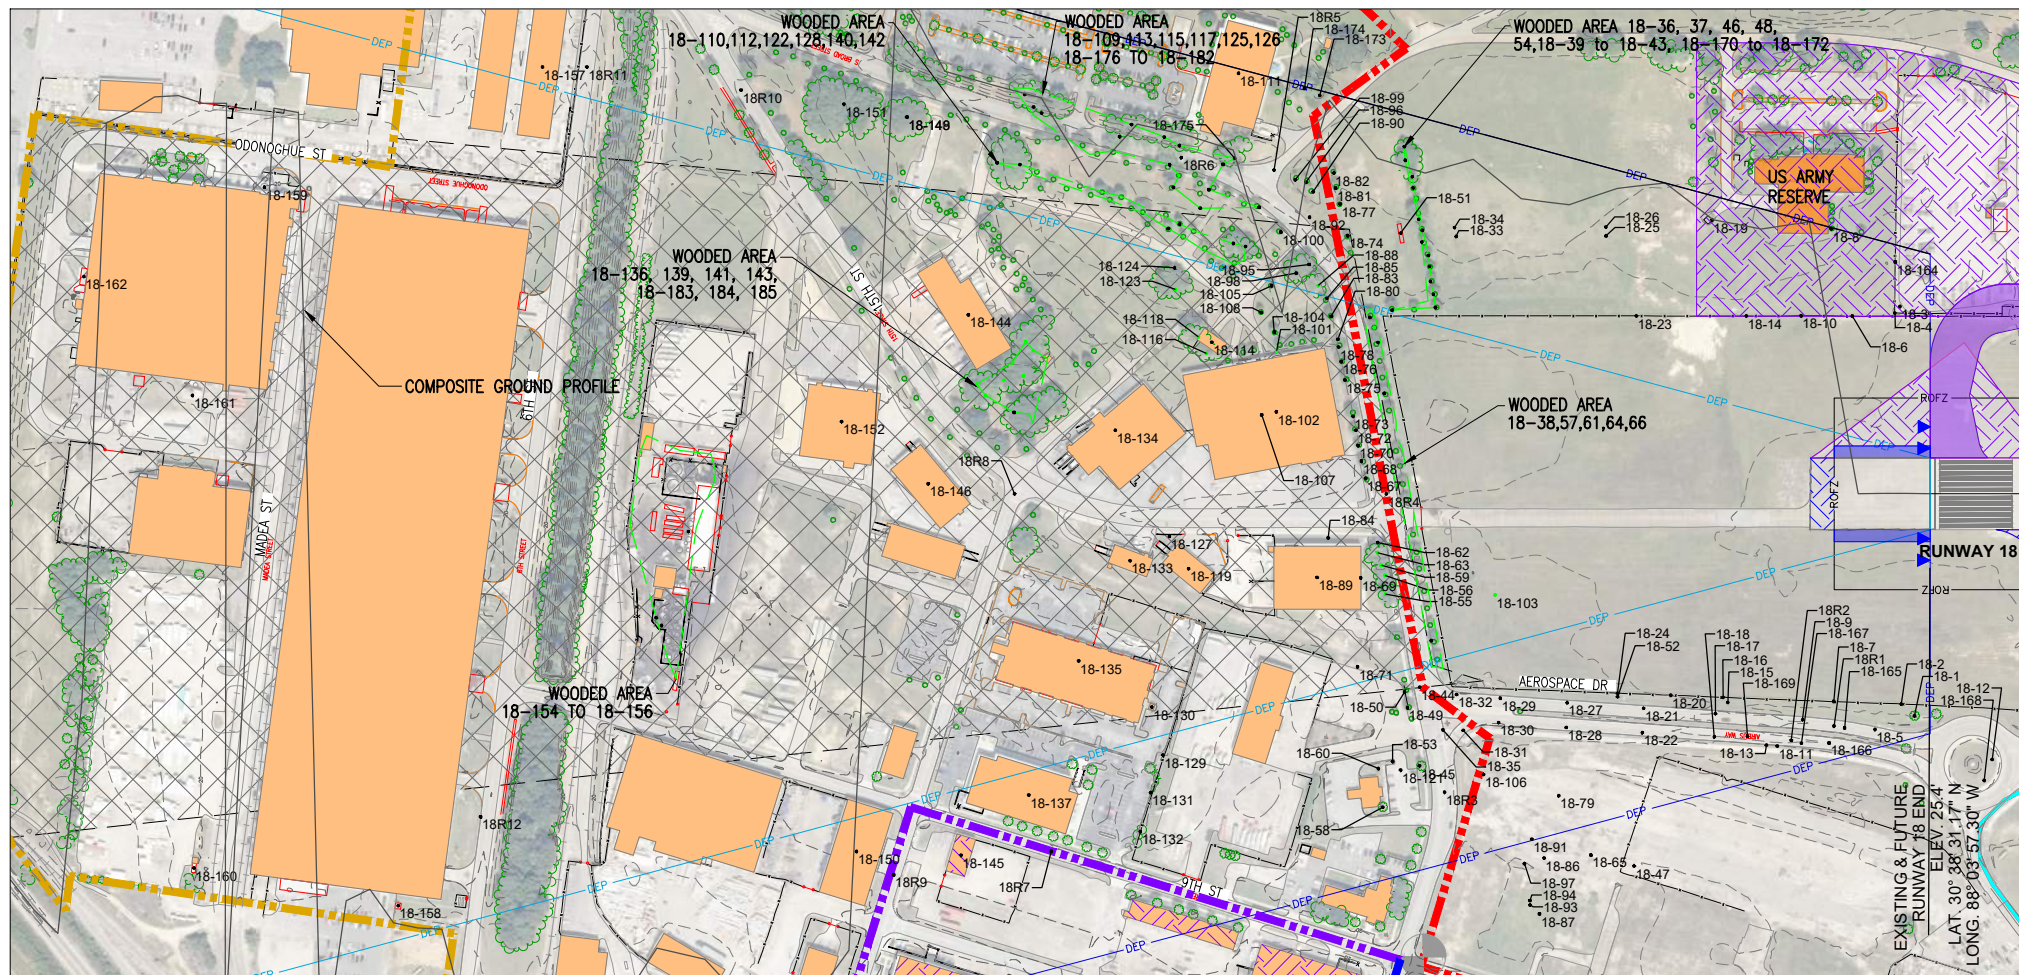 WOODED AREA
18-110,112,122,128,140,142
WOODED AREA
18-109,113,115,117,125,126
18-176 TO 18-182
18R5
18-174
18-173
WOODED AREA 18-36, 37, 46, 48,
54,18-39 to 18-43, 18-170 to 18-172
DEP
18-157
18R11
18R10
18-151
18-149
18-111
18-175
18R6
18-99
18-96
18-90
ODONOGHUE ST
ODONOGHUE STREET
18-159
18-82
18-81
18-77
18-92
18-100
18-74
18-88
18-85
18-83
18-80
18-51
18-34
18-33
18-26
18-25
US ARMY
RESERVE
18-19
18-8
18-164
18-3
18-4
18-6
18-10
18-14
18-23
WOODED AREA
18-136, 139, 141, 143,
18-183, 184, 185
15TH ST
15TH STREET
18-124
18-123
18-95
18-98
18-105
18-108
18-104
18-101
18-118
18-116
18-114
18-162
18-144
COMPOSITE GROUND PROFILE
18-161
6TH
6TH STREET
18-78
18-76
18-75
18-73
18-72
18-70
18-68
18-67
18R4
WOODED AREA
18-38,57,61,64,66
ROFZ
ROFZ
ROFZ
RUNWAY 18
18-152
18-134
18-102
18-107
18R8
18-146
18-84
18-127
18-133
18-119
18-89
18-69
18-62
18-63
18-59
18-56
18-55
18-103
MADEA ST
MADEA STREET
18-135
18-130
18-71
18-44
18-50
18-49
WOODED AREA
18-154 TO 18-156
AEROSPACE DR
AIRBUS WAY
18-32
18-29
18-27
18-30
18-28
18-24
18-52
18-21
18-22
18-20
18-18
18-17
18-16
18-15
18-169
18R2
18-9
18-167
18-7
18R1
18-165
18-2
18-1
18-12
18-168
18-13
18-11
18-166
18-5
18-31
18-35
18-106
18-53
18-60
18-121
18-45
18R3
18-58
18-129
18-131
18-132
18-137
18R12
18-150
18R9
18-145
18R7
9TH ST
18-160
18-158
18-79
18-91
18-86
18-65
18-47
18-97
18-94
18-93
18-87
EXISTING & FUTURE
RUNWAY 18 END
ELEV. 25.4'
LAT. 30° 38' 31.17" N
LONG. 88°03' 57.30" W